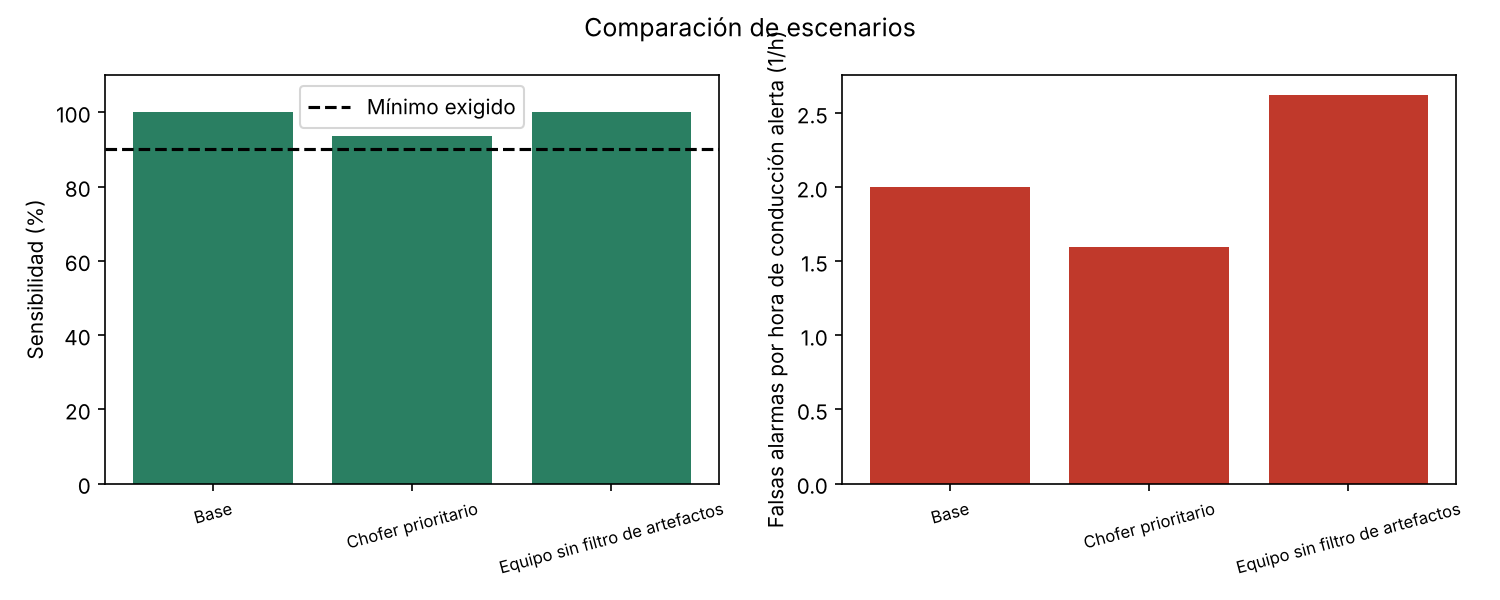 Comparación de escenarios
Sensibilidad (%)
100
80
60
40
20
0
Mínimo exigido
Base
Chofer prioritario
Equipo sin filtro de artefactos
Falsas alarmas por hora de conducción alerta (1/h)
2.5
2.0
1.5
1.0
0.5
0.0
Base
Chofer prioritario
Equipo sin filtro de artefactos